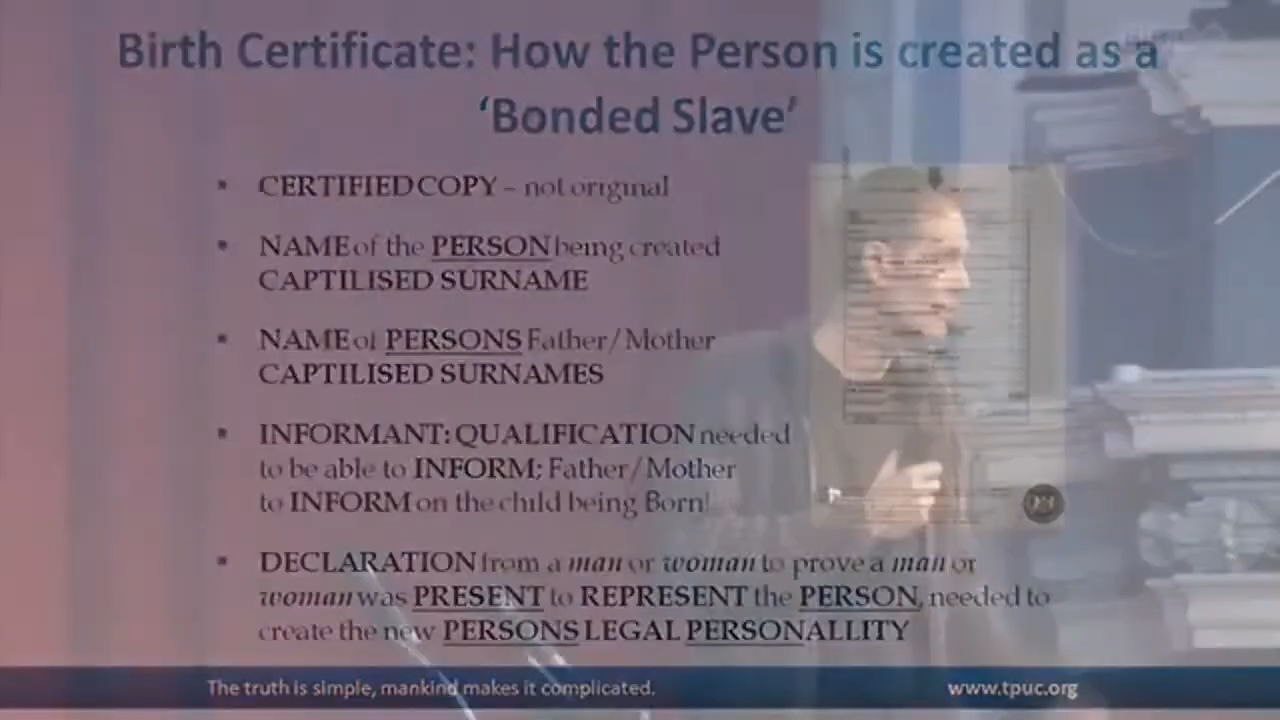 Birth Certificate: How the Person is created as a
‘Bonded Slave’
▪ CERTIFIED COPY – not original
▪ NAME of the PERSON being created
CAPTILISED SURNAME
▪ NAME of PERSONS Father/Mother
CAPTILISED SURNAMES
▪ INFORMANT: QUALIFICATION needed
to be able to INFORM; Father/Mother
to INFORM on the child being Born!
▪ DECLARATION from a man or woman to prove a man or
woman was PRESENT to REPRESENT the PERSON, needed to
create the new PERSONS LEGAL PERSONALLITY
The truth is simple, mankind makes it complicated.
www.tpuc.org